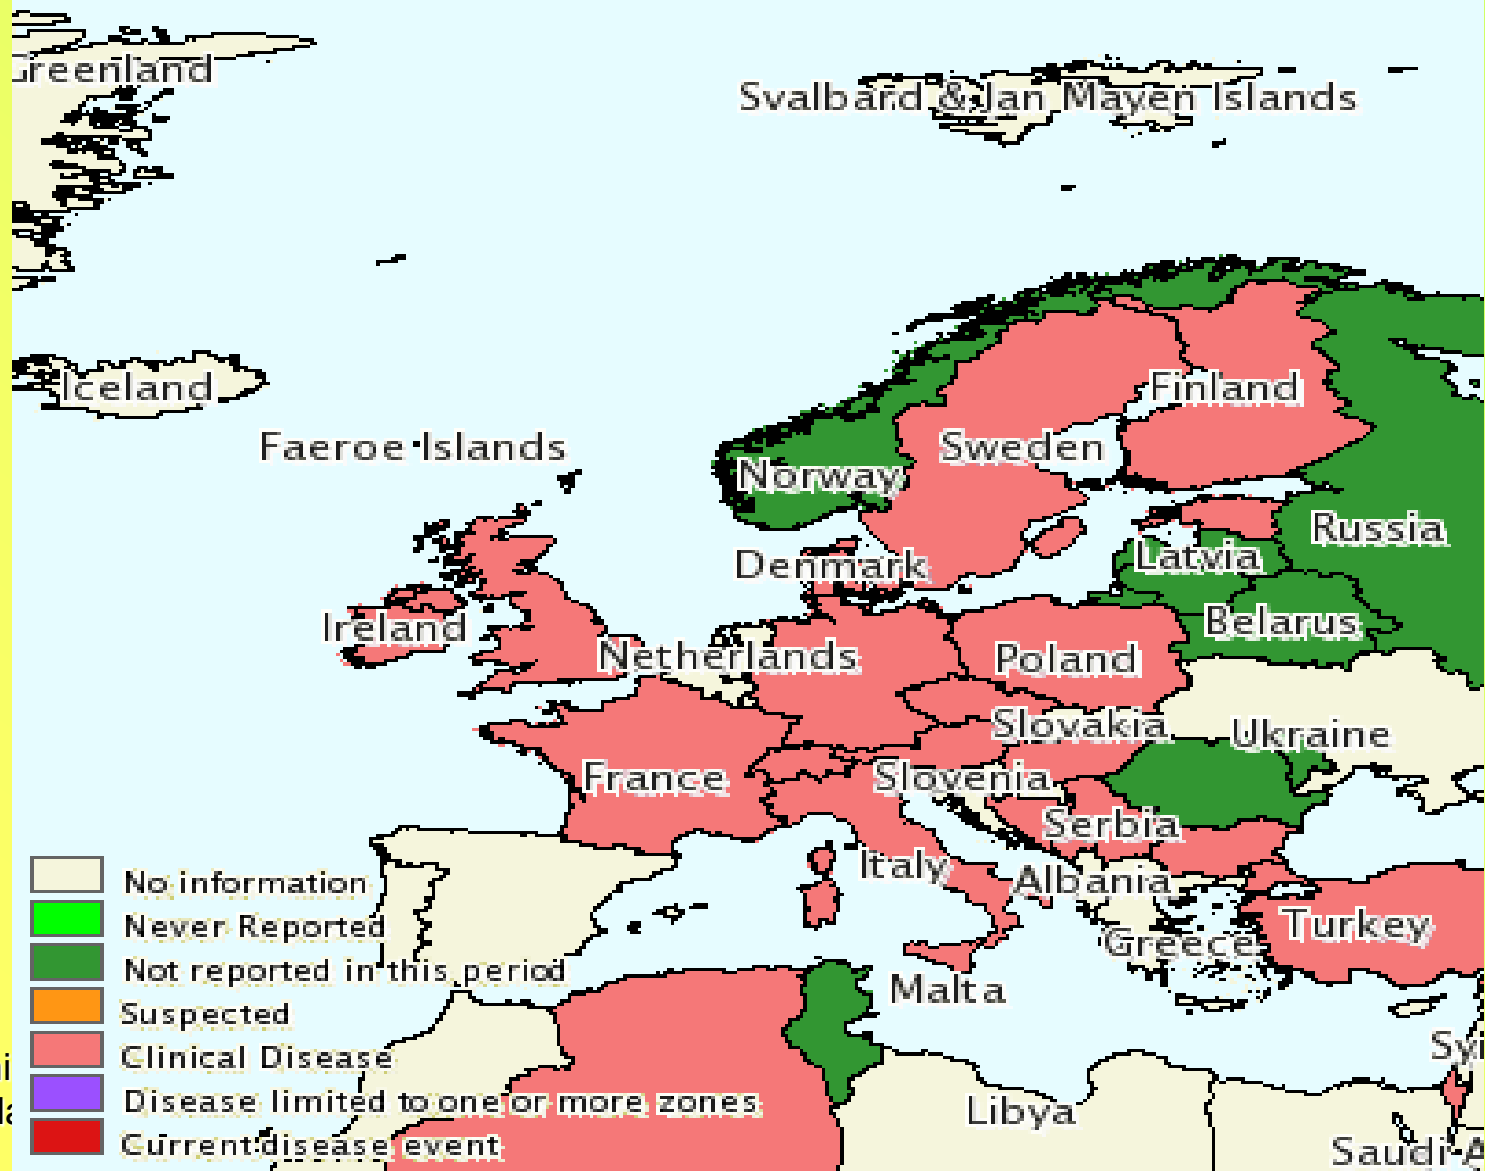 Greenland
Svalbard & Jan Mayen Islands
Iceland
Finland
Faeroe Islands
Sweden
Norway
Russia
Latvia
Denmark
Belarus
Ireland
Netherlands
Poland
Slovakia
Ukraine
France
Slovenia
Serbia
Italy
Albania
Turkey
Greece
Malta
Libya
Saudi-A
No information
Never Reported
Not reported in this period
Suspected
Clinical Disease
Disease limited to one or more zones
Current disease event